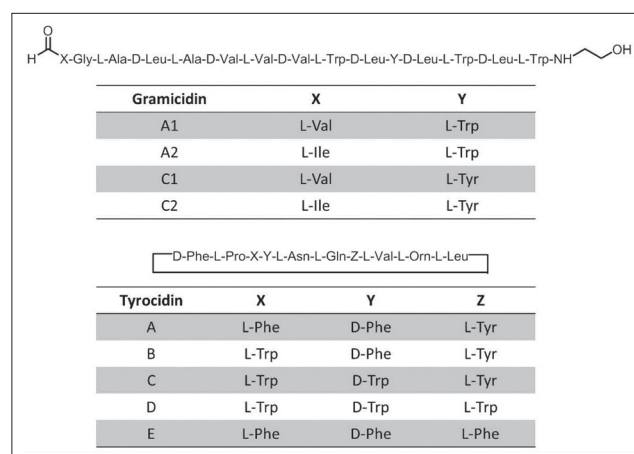 O
H X-Gly-L-Ala-D-Leu-L-Ala-D-Val-L-Val-D-Val-L-Trp-D-Leu-Y-D-Leu-L-Trp-D-Leu-L-Trp-NH OH
Gramicidin X Y
A1 L-Val L-Trp
A2 L-Ile L-Trp
C1 L-Val L-Tyr
C2 L-Ile L-Tyr
D-Phe-L-Pro-X-Y-L-Asn-L-Gln-Z-L-Val-L-Orn-L-Leu
Tyrocidin X Y Z
A L-Phe D-Phe L-Tyr
B L-Trp D-Phe L-Tyr
C L-Trp D-Trp L-Tyr
D L-Trp D-Trp L-Trp
E L-Phe D-Phe L-Phe